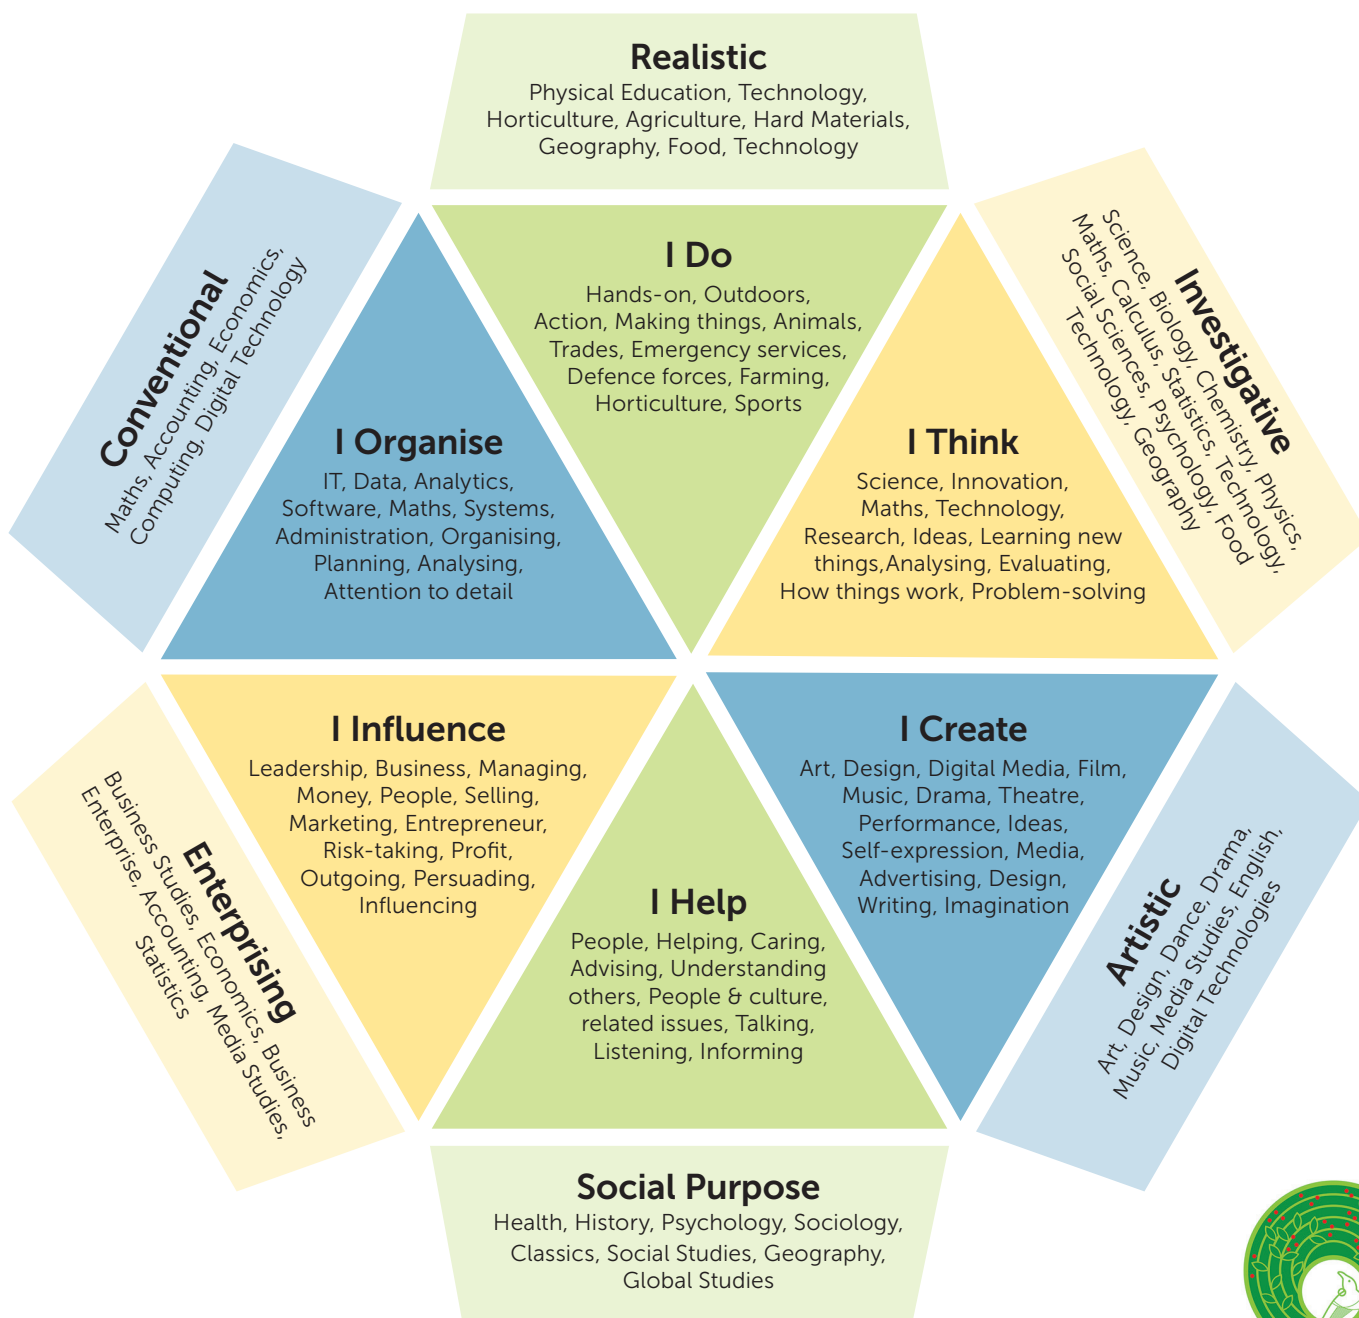 Realistic
Physical Education, Technology,
Horticulture, Agriculture, Hard Materials,
Geography, Food, Technology
Conventional
Maths, Accounting, Economics,
Computing, Digital Technology
I Do
Hands-on, Outdoors,
Action, Making things, Animals,
Trades, Emergency services,
Defence forces, Farming,
Horticulture, Sports
Investigative
Science, Biology, Chemistry, Physics,
Maths, Calculus, Statistics, Technology,
Social Sciences, Psychology, Food
Technology, Geography
I Organise
IT, Data, Analytics,
Software, Maths, Systems,
Administration, Organising,
Planning, Analysing,
Attention to detail
I Think
Science, Innovation,
Maths, Technology,
Research, Ideas, Learning new
things,Analysing, Evaluating,
How things work, Problem-solving
I Influence
Leadership, Business, Managing,
Money, People, Selling,
Marketing, Entrepreneur,
Risk-taking, Profit,
Outgoing, Persuading,
Influencing
I Create
Art, Design, Digital Media, Film,
Music, Drama, Theatre,
Performance, Ideas,
Self-expression, Media,
Advertising, Design,
Writing, Imagination
Enterprising
Business Studies, Economics, Business
Enterprise, Accounting, Media Studies,
Statistics
I Help
People, Helping, Caring,
Advising, Understanding
others, People & culture,
related issues, Talking,
Listening, Informing
Artistic
Art, Design, Dance, Drama,
Music, Media Studies, English,
Digital Technologies
Social Purpose
Health, History, Psychology, Sociology,
Classics, Social Studies, Geography,
Global Studies